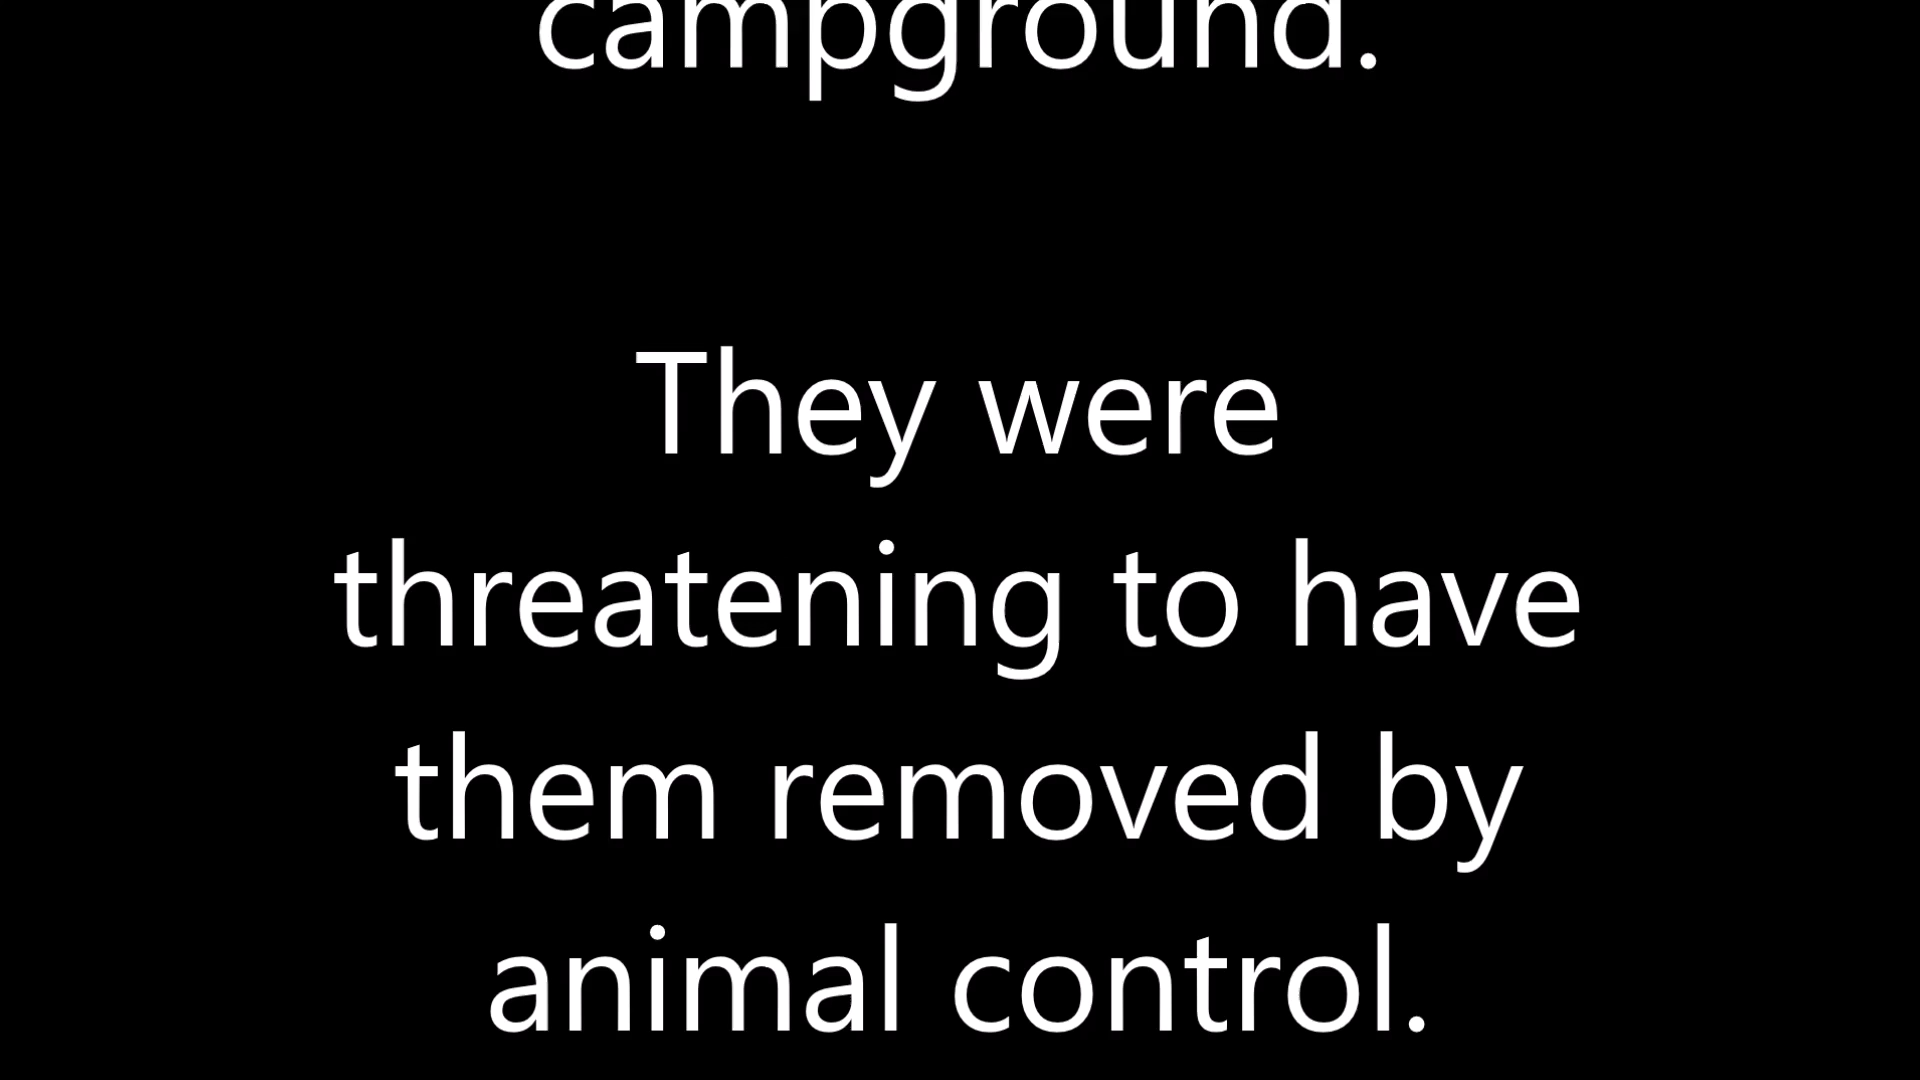 campground.
They were
threatening to have
them removed by
animal control.